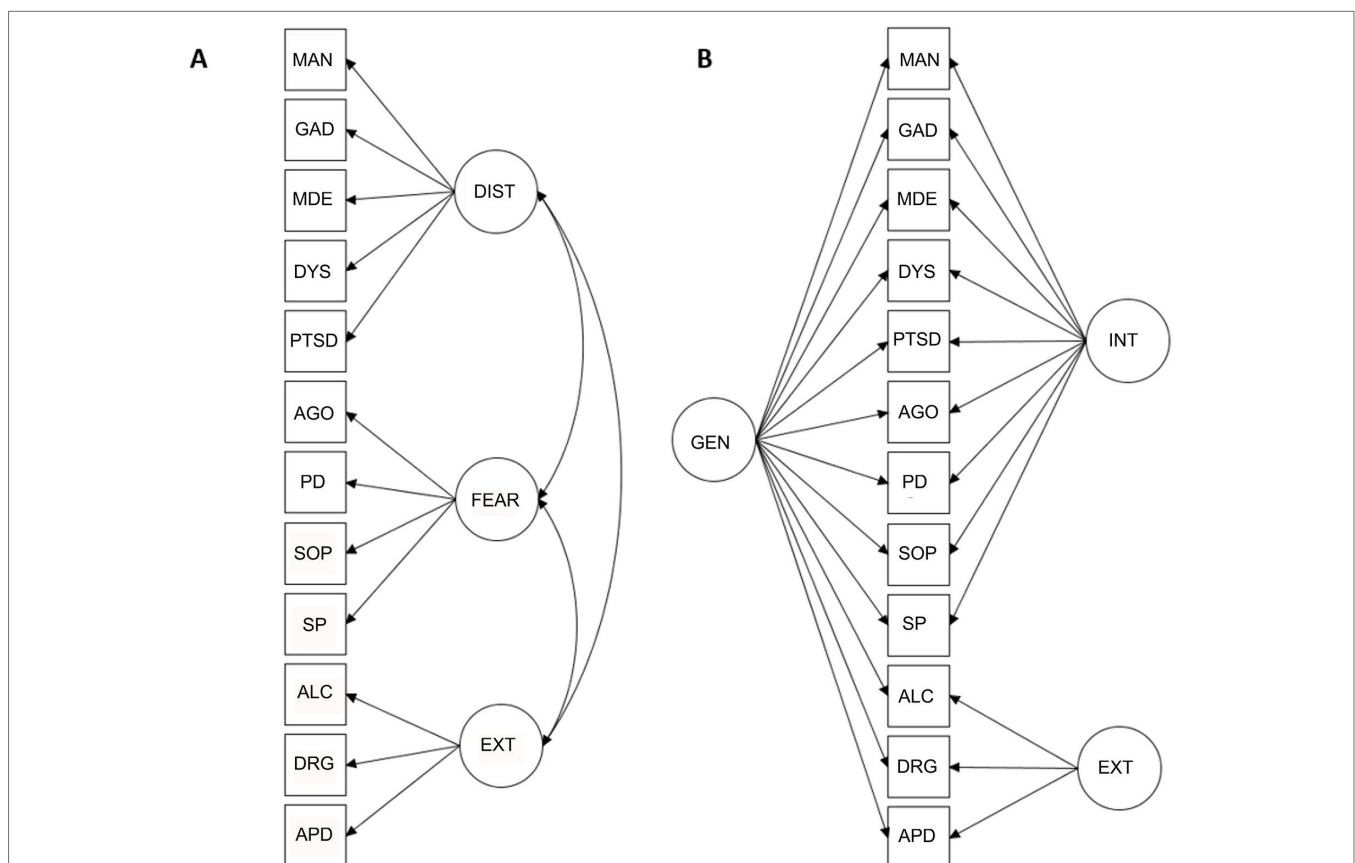 A
MAN
GAD
MDE
DYS
PTSD
AGO
PD
SOP
SP
ALC
DRG
APD
DIST
FEAR
EXT
B
MAN
GAD
MDE
DYS
PTSD
AGO
PD
SOP
SP
ALC
DRG
APD
GEN
INT
EXT